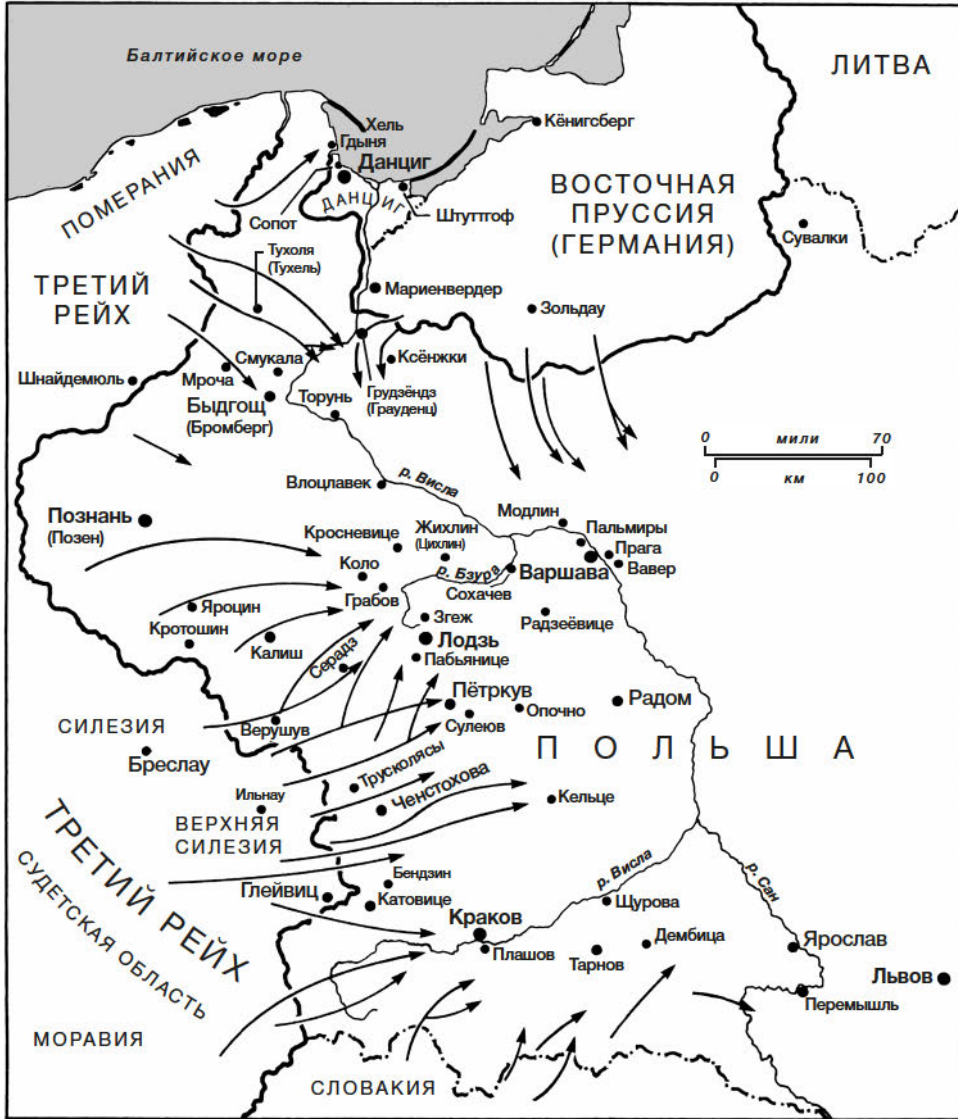 Балтийское море
ЛИТВА
Хель
Гдыня
Кёнигсберг
Данциг
ПОМЕРАНИЯ
ДАНЦИГ
ВОСТОЧНАЯ
ПРУССИЯ
(ГЕРМАНИЯ)
Штуттгоф
Сопот
Сувалки
Тухоля
(Тухель)
ТРЕТИЙ
РЕЙХ
Мариенвердер
Зольдау
Смукала
Ксёнжки
Шнайдемюль
Мроча
Грудзёндз
(Грауденц)
Быдгощ
(Бромберг)
Торунь
0 мили 70
0 км 100
р. Висла
Влоцлавек
Модлин
Познань
(Позен)
Кросневице
Жихлин
(Цихлин)
Пальмиры
Прага
Вавер
Коло
р. Бзура
Варшава
Сохачев
Грабов
Яроцин
Згеж
Радзеёвице
Кротошин
Калиш
Лодзь
Серадз
Пабьянице
Пётркув
Радом
Опочно
Сулеюв
СИЛЕЗИЯ
Верушув
ПОЛЬША
Бреслау
Трусколясы
Ильнау
Ченстохова
Кельце
ВЕРХНЯЯ
СИЛЕЗИЯ
ТРЕТИЙ РЕЙХ
СУДЕТСКАЯ ОБЛАСТЬ
р. Висла
р. Сан
Бендзин
Глейвиц
Катовице
Щурова
Краков
Дембица
Ярослав
Плашов
Тарнов
Львов
Перемышль
МОРАВИЯ
СЛОВАКИЯ